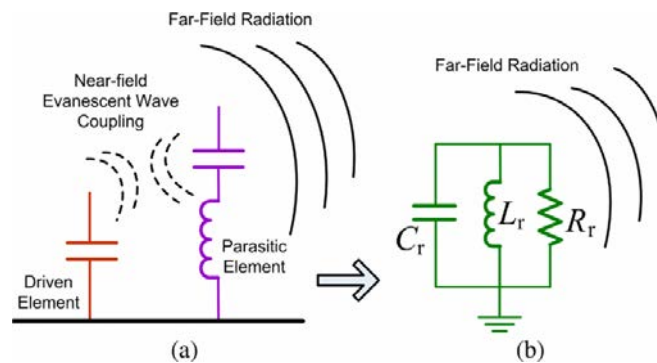 Far-Field Radiation
Near-field
Evanescent Wave
Coupling
Driven
Element
Parasitic
Element
(a)
Far-Field Radiation
Cr
Lr
Rr
(b)